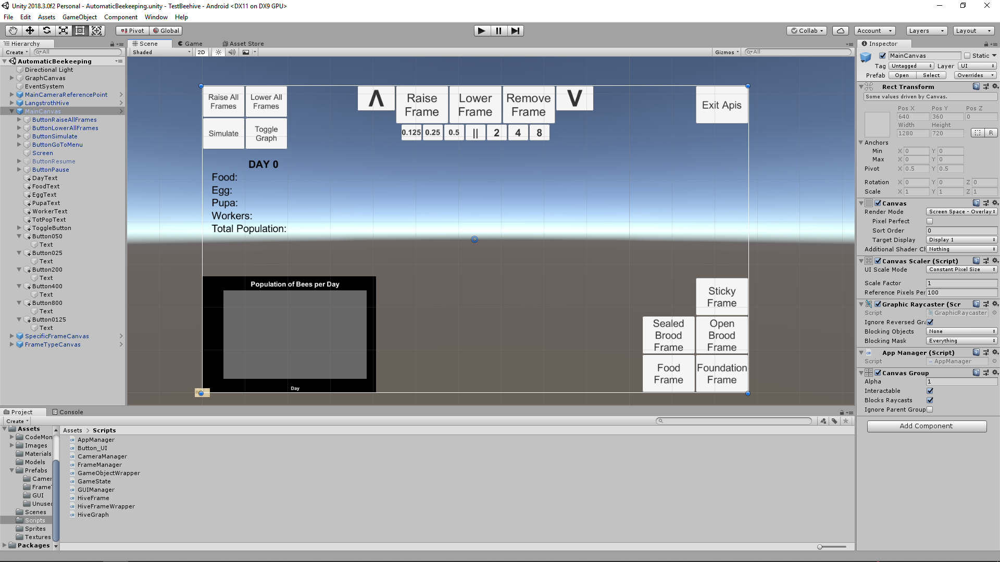 Unity 2018.3.0f2 Personal - AutomaticBeekeeping.unity - TestBeehive - Android <DX11 on DX9 GPU>
File Edit Assets GameObject Component Window Help
Pivot Global Collab Account Layers Layout
Hierarchy
Create All
AutomaticBeekeeping
Directional Light
GraphCanvas
EventSystem
MainCameraReferencePoint
LangstrothHive
MainCanvas
ButtonRaiseAllFrames
ButtonLowerAllFrames
ButtonSimulate
ButtonGoToMenu
Screen
ButtonResume
ButtonPause
DayText
FoodText
EggText
PupaText
WorkerText
TotPopText
ToggleButton
Button050
Text
Button025
Text
Button200
Text
Button400
Text
Button800
Text
Button0125
Text
SpecificFrameCanvas
FrameTypeCanvas
Scene Game Asset Store
Shaded 2D Gizmos All
Raise All
Frames
Lower All
Frames
Simulate
Toggle
Graph
Λ
Raise
Frame
Lower
Frame
Remove
Frame
V
0.125 0.25 0.5 || 2 4 8
Exit Apis
DAY 0
Food:
Egg:
Pupa:
Workers:
Total Population:
Population of Bees per Day
Day
Sticky
Frame
Sealed
Brood
Frame
Open
Brood
Frame
Food
Frame
Foundation
Frame
Inspector
MainCanvas Static
Tag Untagged Layer UI
Prefab Open Select Overrides
Rect Transform
Some values driven by Canvas.
Pos X Pos Y Pos Z
640 360 0
Width Height
1280 720
R
Anchors
Min X 0 Y 0
Max X 0 Y 0
Pivot X 0.5 Y 0.5
Rotation X 0 Y 0 Z 0
Scale X 1 Y 1 Z 1
Canvas
Render Mode Screen Space - Overlay
Pixel Perfect
Sort Order 0
Target Display Display 1
Additional Shader Cl Nothing
Canvas Scaler (Script)
UI Scale Mode Constant Pixel Size
Scale Factor 1
Reference Pixels Per 100
Graphic Raycaster (Scr
Script GraphicRaycaster
Ignore Reversed Gra
Blocking Objects None
Blocking Mask Everything
App Manager (Script)
Script AppManager
Canvas Group
Alpha 1
Interactable
Blocks Raycasts
Ignore Parent Group
Add Component
Project Console
Create
Assets
CodeMon
Images
Materials
Models
Prefabs
Camer
FrameT
GUI
Unused
Scenes
Scripts
Sprites
Textures
Packages
Assets > Scripts
AppManager
Button_UI
CameraManager
FrameManager
GameObjectWrapper
GameState
GUIManager
HiveFrame
HiveFrameWrapper
HiveGraph